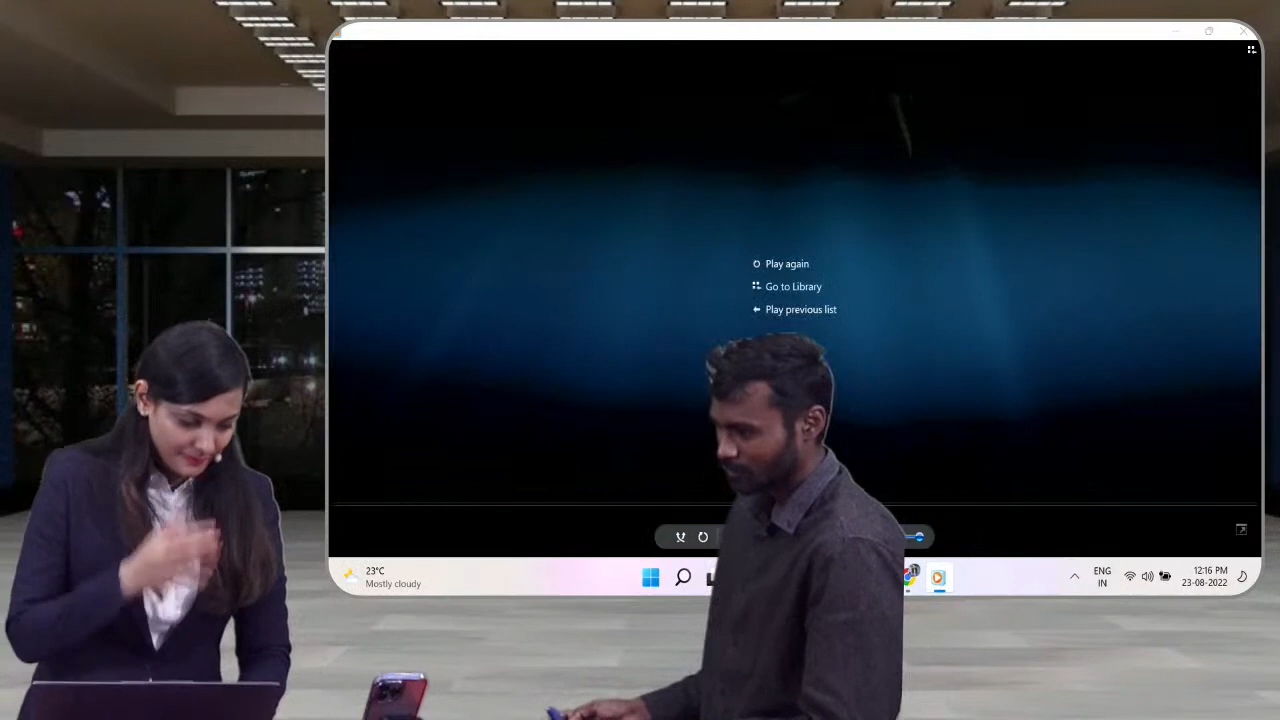 Play again
Go to Library
Play previous list
23°C
Mostly cloudy
ENG
IN
12:16 PM
23-08-2022